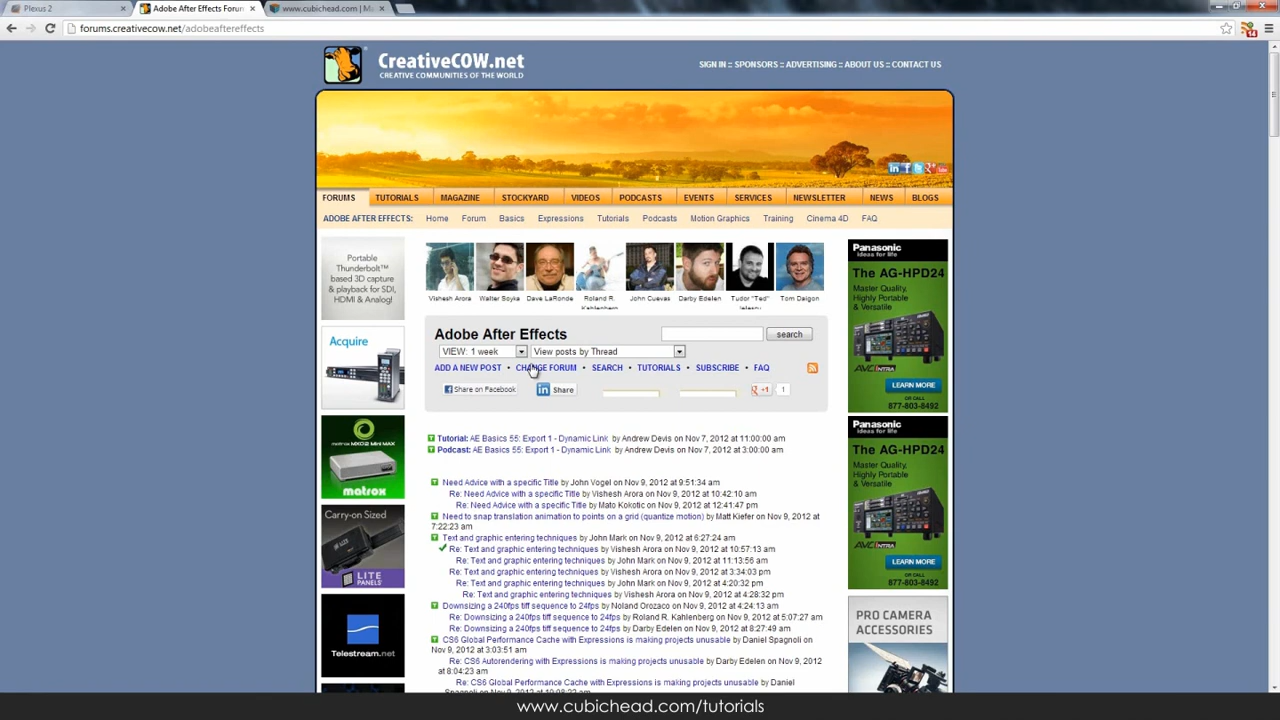 Plexus 2
Adobe After Effects Forum
www.cubichead.com | M
forums.creativecow.net/adobeaftereffects
14
CreativeCOW.net
CREATIVE COMMUNITIES OF THE WORLD
SIGN IN :: SPONSORS :: ADVERTISING :: ABOUT US :: CONTACT US
FORUMS TUTORIALS MAGAZINE STOCKYARD VIDEOS PODCASTS EVENTS SERVICES NEWSLETTER NEWS BLOGS
ADOBE AFTER EFFECTS: Home Forum Basics Expressions Tutorials Podcasts Motion Graphics Training Cinema 4D FAQ
Portable
Thunderbolt™
based 3D capture
& playback for SDI,
HDMI & Analog!
Acquire
matrox MXO2 Mini MAX
matrox
Carry-on Sized
LITE
PANELS
Telestream.net
Vishesh Arora Walter Soyka Dave LaRonde Roland R. John Cuevas Darby Edelen Tudor "Ted" Tom Daigon
Kahlenberg
Adobe After Effects
search
VIEW: 1 week View posts by Thread
ADD A NEW POST • CHANGE FORUM • SEARCH • TUTORIALS • SUBSCRIBE • FAQ
Share on Facebook Share +1 1
Tutorial: AE Basics 55: Export 1 - Dynamic Link by Andrew Devis on Nov 7, 2012 at 11:00:00 am
Podcast: AE Basics 55: Export 1 - Dynamic Link by Andrew Devis on Nov 7, 2012 at 3:00:00 am
Need Advice with a specific Title by John Vogel on Nov 9, 2012 at 9:51:34 am
Re: Need Advice with a specific Title by Vishesh Arora on Nov 9, 2012 at 10:42:10 am
Re: Need Advice with a specific Title by Mato Kokotic on Nov 9, 2012 at 12:41:47 pm
Need to snap translation animation to points on a grid (quantize motion) by Matt Kiefer on Nov 9, 2012 at
7:22:23 am
Text and graphic entering techniques by John Mark on Nov 9, 2012 at 6:27:24 am
Re: Text and graphic entering techniques by Vishesh Arora on Nov 9, 2012 at 10:57:13 am
Re: Text and graphic entering techniques by John Mark on Nov 9, 2012 at 11:13:56 am
Re: Text and graphic entering techniques by Vishesh Arora on Nov 9, 2012 at 3:34:03 pm
Re: Text and graphic entering techniques by John Mark on Nov 9, 2012 at 4:20:32 pm
Re: Text and graphic entering techniques by Vishesh Arora on Nov 9, 2012 at 4:28:32 pm
Downsizing a 240fps tiff sequence to 24fps by Noland Orozaco on Nov 9, 2012 at 4:24:13 am
Re: Downsizing a 240fps tiff sequence to 24fps by Roland R. Kahlenberg on Nov 9, 2012 at 5:07:27 am
Re: Downsizing a 240fps tiff sequence to 24fps by Darby Edelen on Nov 9, 2012 at 8:27:49 am
CS6 Global Performance Cache with Expressions is making projects unusable by Daniel Spagnoli on
Nov 9, 2012 at 3:03:51 am
Re: CS6 Autorendering with Expressions is making projects unusable by Darby Edelen on Nov 9, 2012
at 8:04:23 am
Re: CS6 Global Performance Cache with Expressions is making projects unusable by Daniel
Panasonic
ideas for life
The AG-HPD24
Master Quality,
Highly Portable
& Versatile
LEARN MORE
OR CALL
877-803-8492
Panasonic
ideas for life
The AG-HPD24
Master Quality,
Highly Portable
& Versatile
AVC INTRA
LEARN MORE
OR CALL
877-803-8492
PRO CAMERA
ACCESSORIES
www.cubichead.com/tutorials